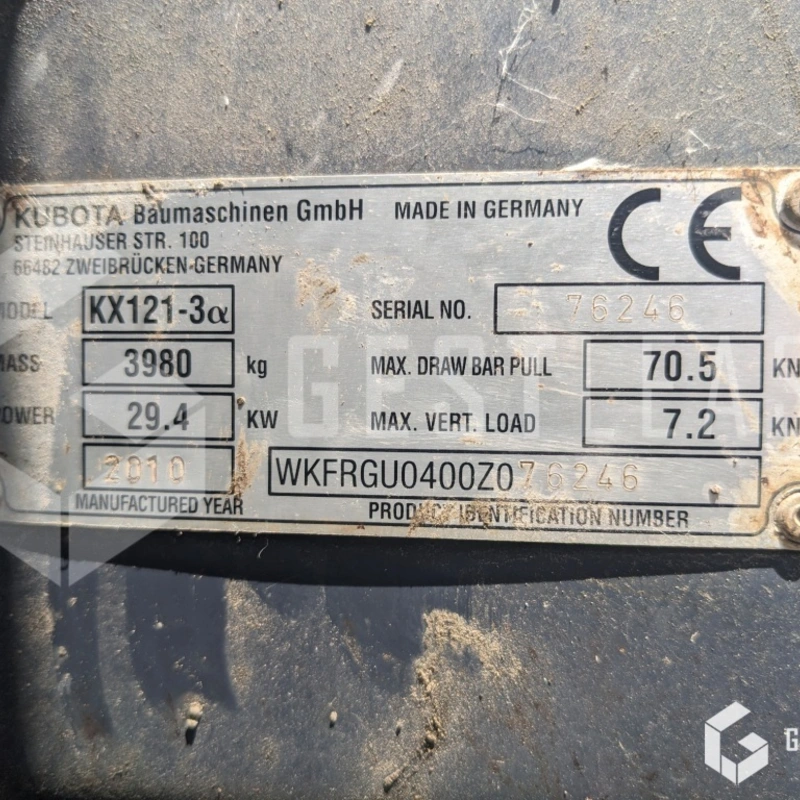 KUBOTA Baumaschinen GmbH MADE IN GERMANY CE
STEINHAUSER STR. 100
66482 ZWEIBRÜCKEN-GERMANY
MODEL KX121-3α SERIAL NO. 76246
MASS 3980 kg MAX. DRAW BAR PULL 70.5 KN
POWER 29.4 KW MAX. VERT. LOAD 7.2 KN
2010 WKFRGU0400Z076246
MANUFACTURED YEAR PRODUCT IDENTIFICATION NUMBER